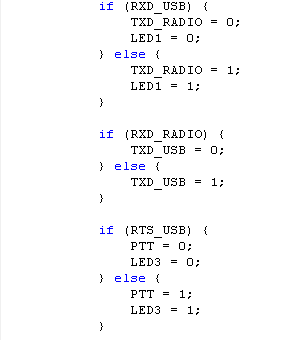 if (RXD_USB) {
    TXD_RADIO = 0;
    LED1 = 0;
} else {
    TXD_RADIO = 1;
    LED1 = 1;
}

if (RXD_RADIO) {
    TXD_USB = 0;
} else {
    TXD_USB = 1;
}

if (RTS_USB) {
    PTT = 0;
    LED3 = 0;
} else {
    PTT = 1;
    LED3 = 1;
}